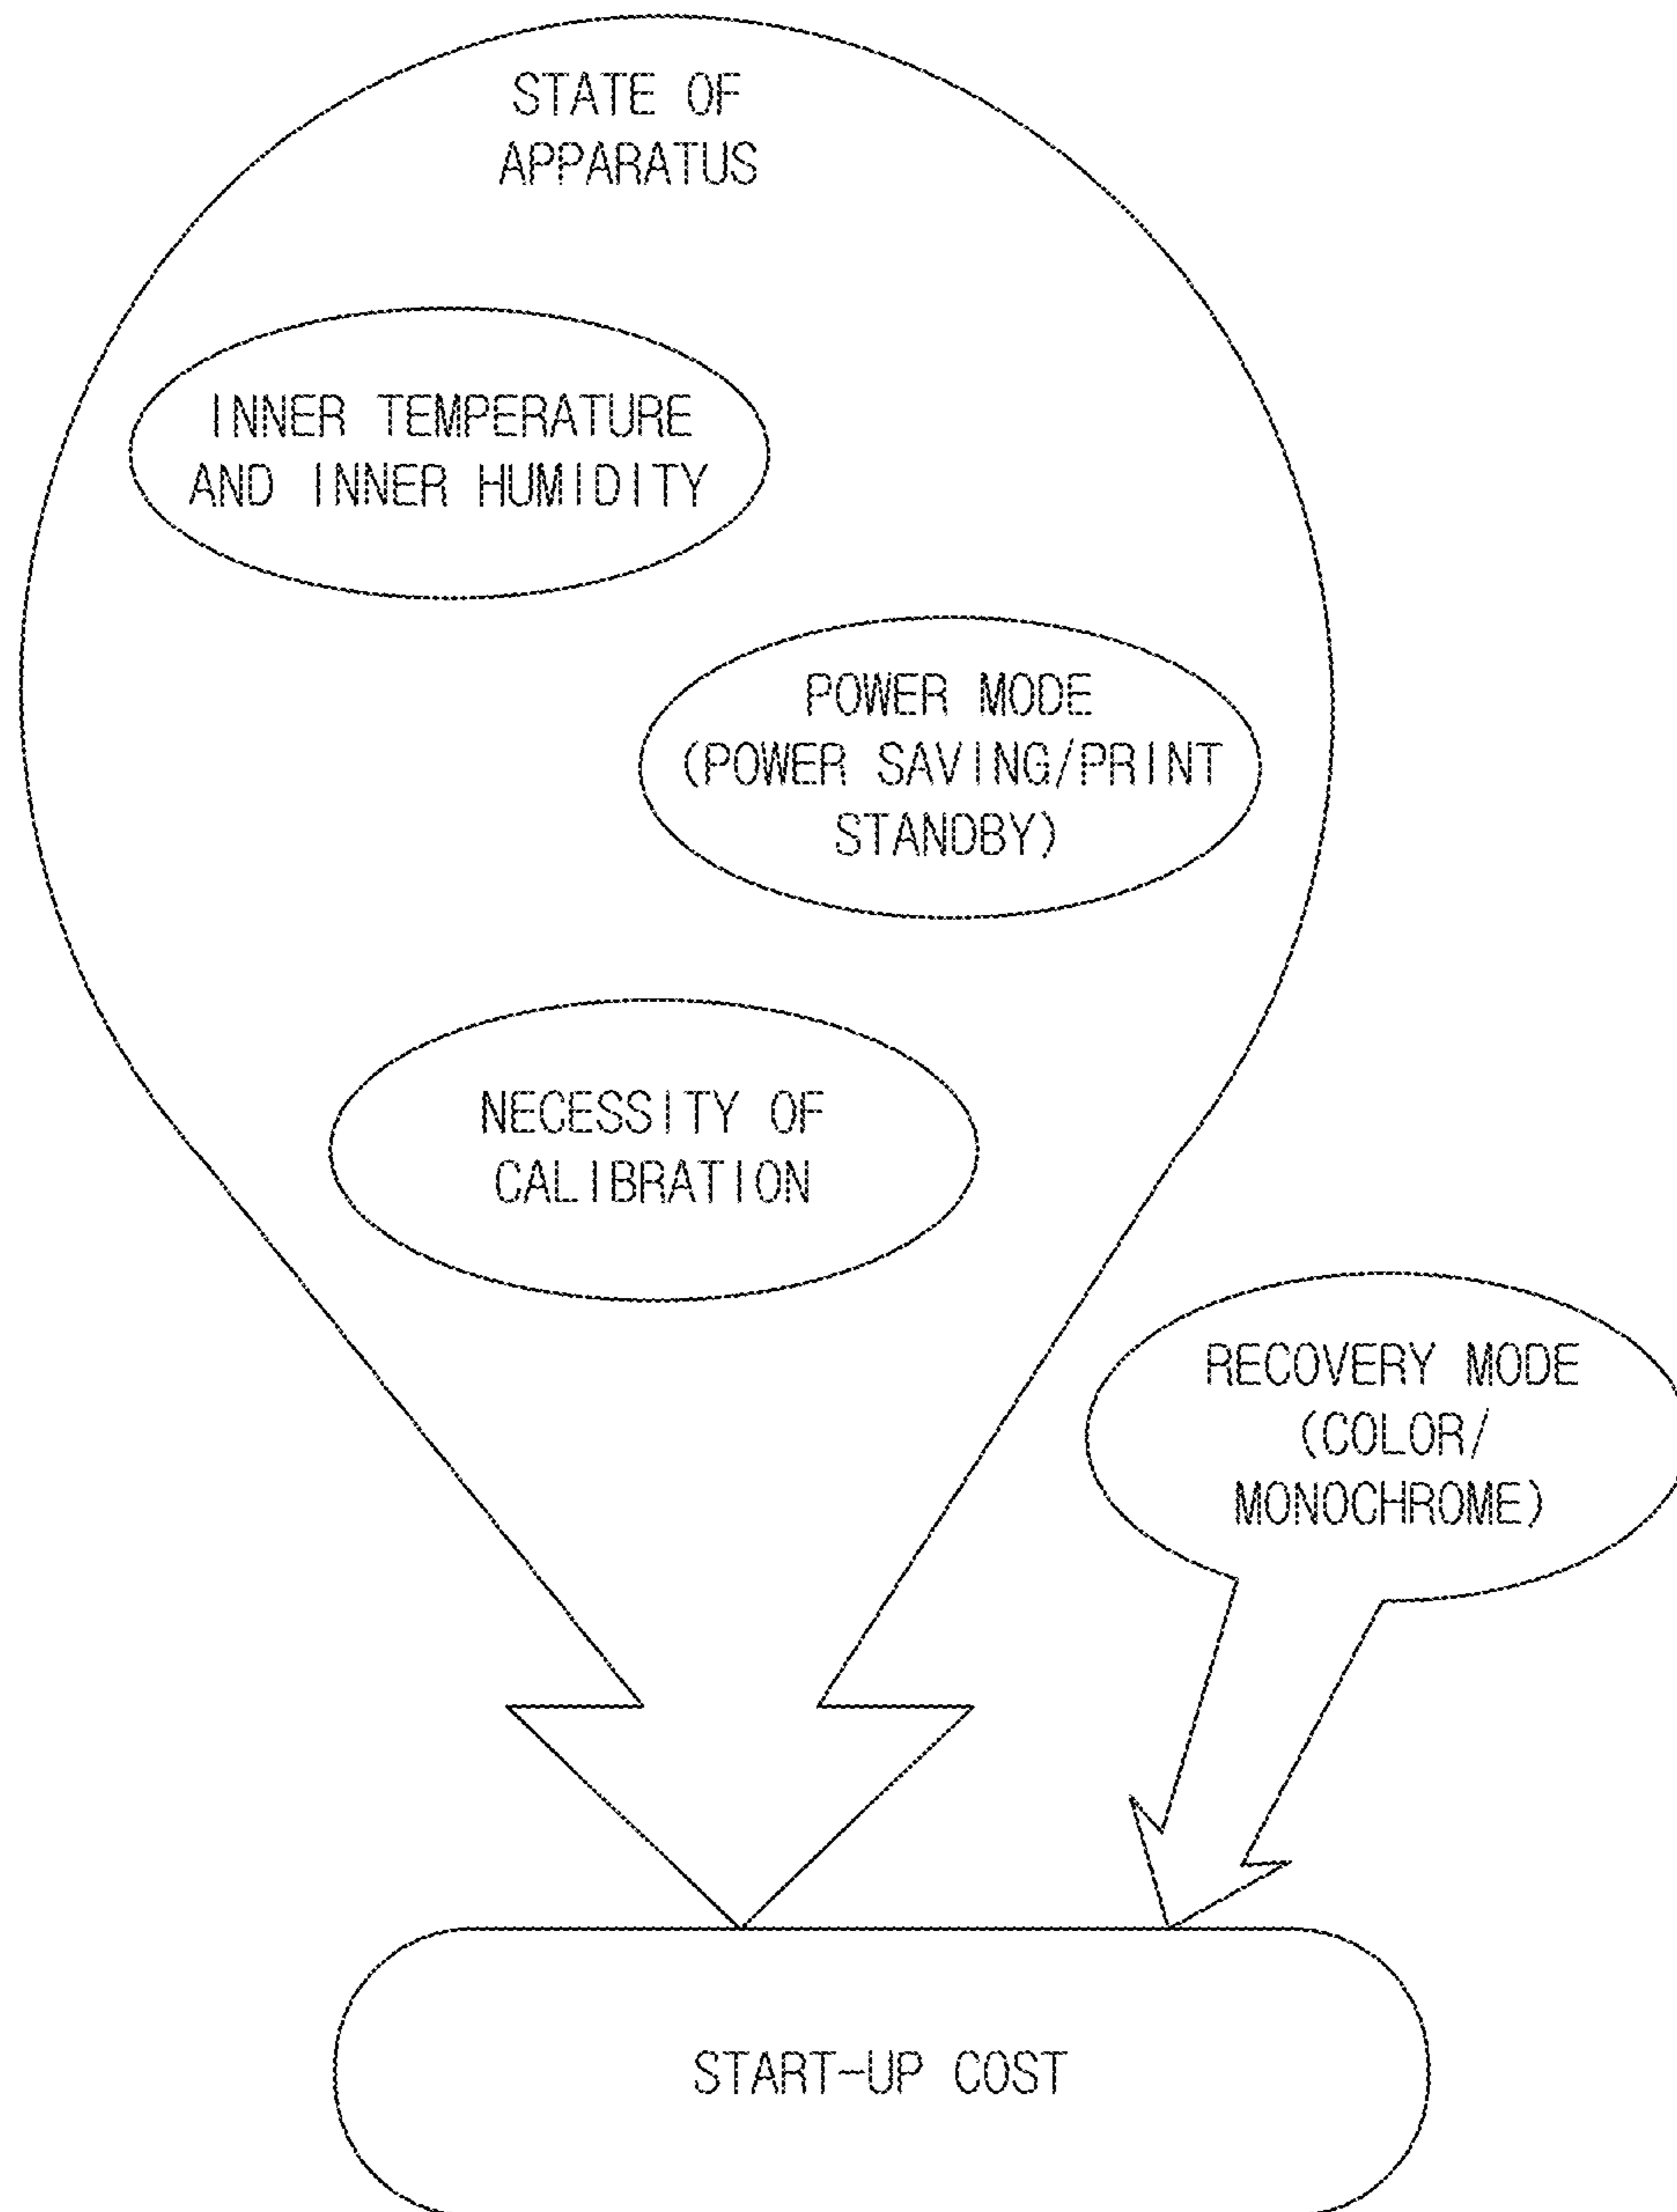 STATE OF
APPARATUS
INNER TEMPERATURE
AND INNER HUMIDITY
POWER MODE
(POWER SAVING/PRINT
STANDBY)
NECESSITY OF
CALIBRATION
RECOVERY MODE
(COLOR/
MONOCHROME)
START-UP COST